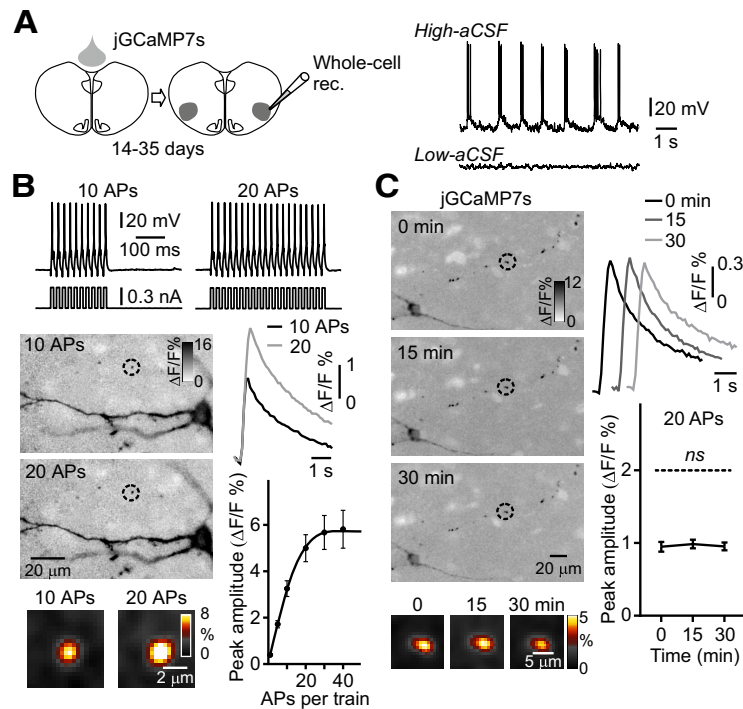 A
jGCaMP7s
Whole-cell
rec.
14-35 days
High-aCSF
20 mV
1 s
Low-aCSF
B
10 APs
20 APs
20 mV
100 ms
0.3 nA
10 APs
16
ΔF/F%
0
10 APs
20
1
0
ΔF/F %
1 s
20 APs
20 μm
10 APs
20 APs
8
%
0
2 μm
Peak amplitude (ΔF/F %)
6
4
2
0
0
20
40
APs per train
C
jGCaMP7s
0 min
12
ΔF/F%
0
15 min
30 min
20 μm
0
15
30 min
5
%
0
5 μm
0 min
15
30
0.3
0
ΔF/F %
1 s
20 APs
ns
Peak amplitude (ΔF/F %)
2
1
0
0
15
30
Time (min)